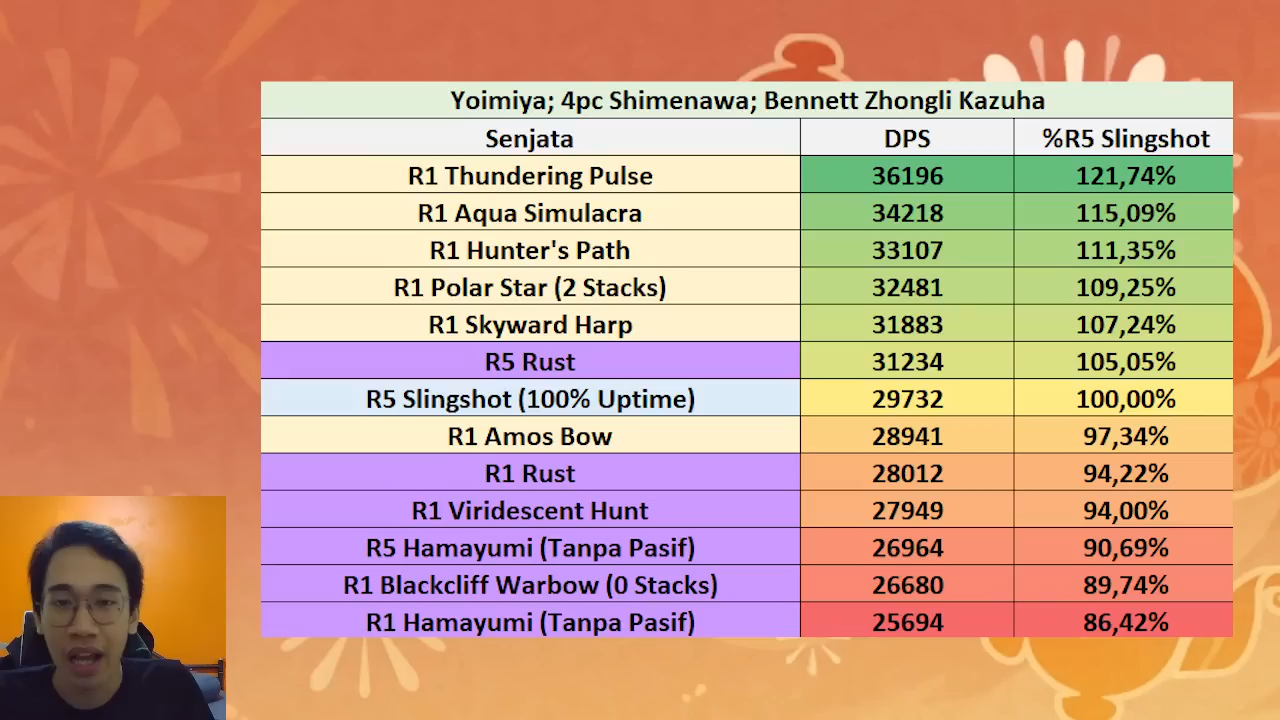 Yoimiya; 4pc Shimenawa; Bennett Zhongli Kazuha
Senjata DPS %R5 Slingshot
R1 Thundering Pulse 36196 121,74%
R1 Aqua Simulacra 34218 115,09%
R1 Hunter's Path 33107 111,35%
R1 Polar Star (2 Stacks) 32481 109,25%
R1 Skyward Harp 31883 107,24%
R5 Rust 31234 105,05%
R5 Slingshot (100% Uptime) 29732 100,00%
R1 Amos Bow 28941 97,34%
R1 Rust 28012 94,22%
R1 Viridescent Hunt 27949 94,00%
R5 Hamayumi (Tanpa Pasif) 26964 90,69%
R1 Blackcliff Warbow (0 Stacks) 26680 89,74%
R1 Hamayumi (Tanpa Pasif) 25694 86,42%